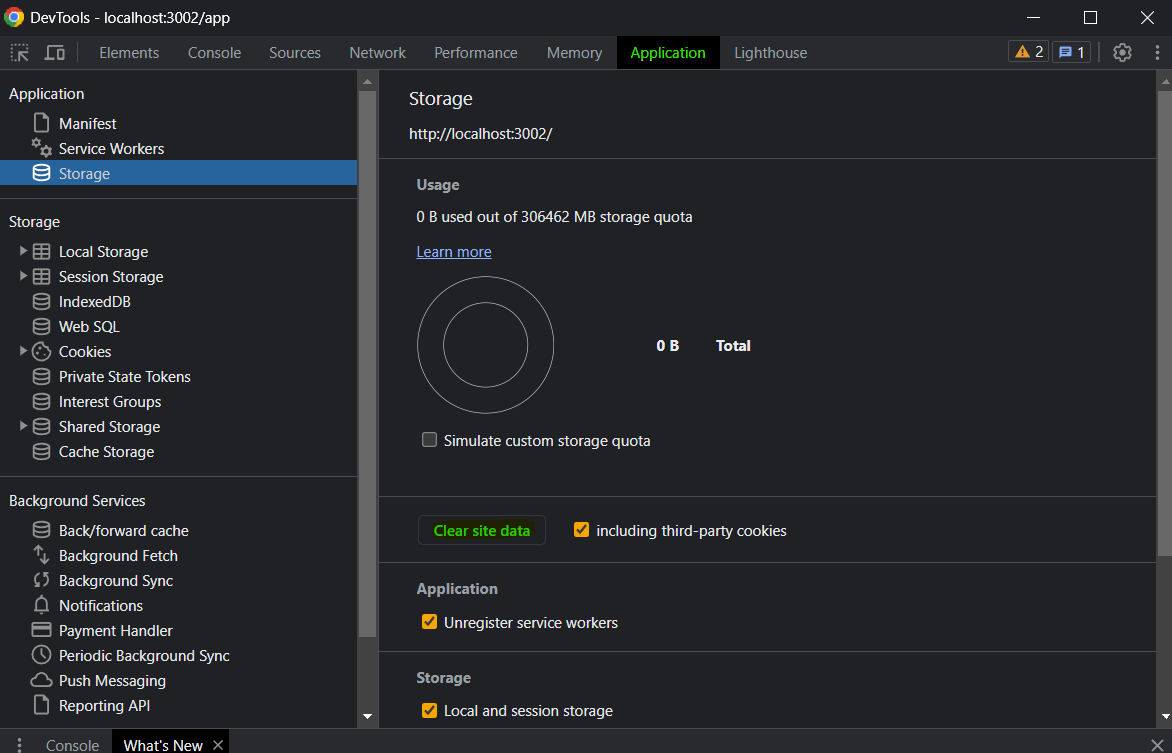 DevTools - localhost:3002/app
Elements Console Sources Network Performance Memory Application Lighthouse 2 1
Application
Manifest
Service Workers
Storage
Storage
Local Storage
Session Storage
IndexedDB
Web SQL
Cookies
Private State Tokens
Interest Groups
Shared Storage
Cache Storage
Background Services
Back/forward cache
Background Fetch
Background Sync
Notifications
Payment Handler
Periodic Background Sync
Push Messaging
Reporting API
Storage
http://localhost:3002/
Usage
0 B used out of 306462 MB storage quota
Learn more
0 B Total
Simulate custom storage quota
Clear site data including third-party cookies
Application
Unregister service workers
Storage
Local and session storage
Console What's New